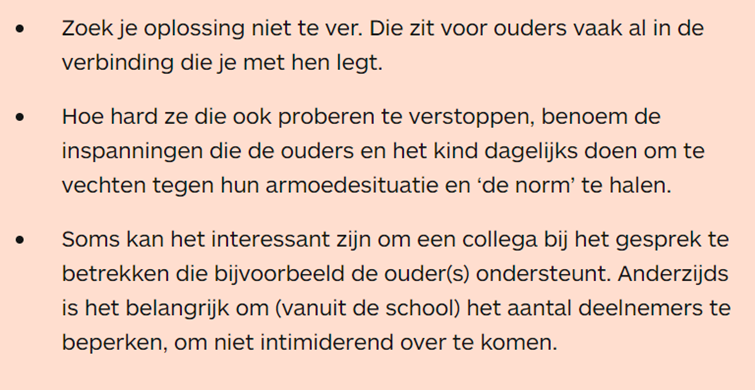 • Zoek je oplossing niet te ver. Die zit voor ouders vaak al in de
verbinding die je met hen legt.
• Hoe hard ze die ook proberen te verstoppen, benoem de
inspanningen die de ouders en het kind dagelijks doen om te
vechten tegen hun armoedesituatie en ‘de norm’ te halen.
• Soms kan het interessant zijn om een collega bij het gesprek te
betrekken die bijvoorbeeld de ouder(s) ondersteunt. Anderzijds
is het belangrijk om (vanuit de school) het aantal deelnemers te
beperken, om niet intimiderend over te komen.